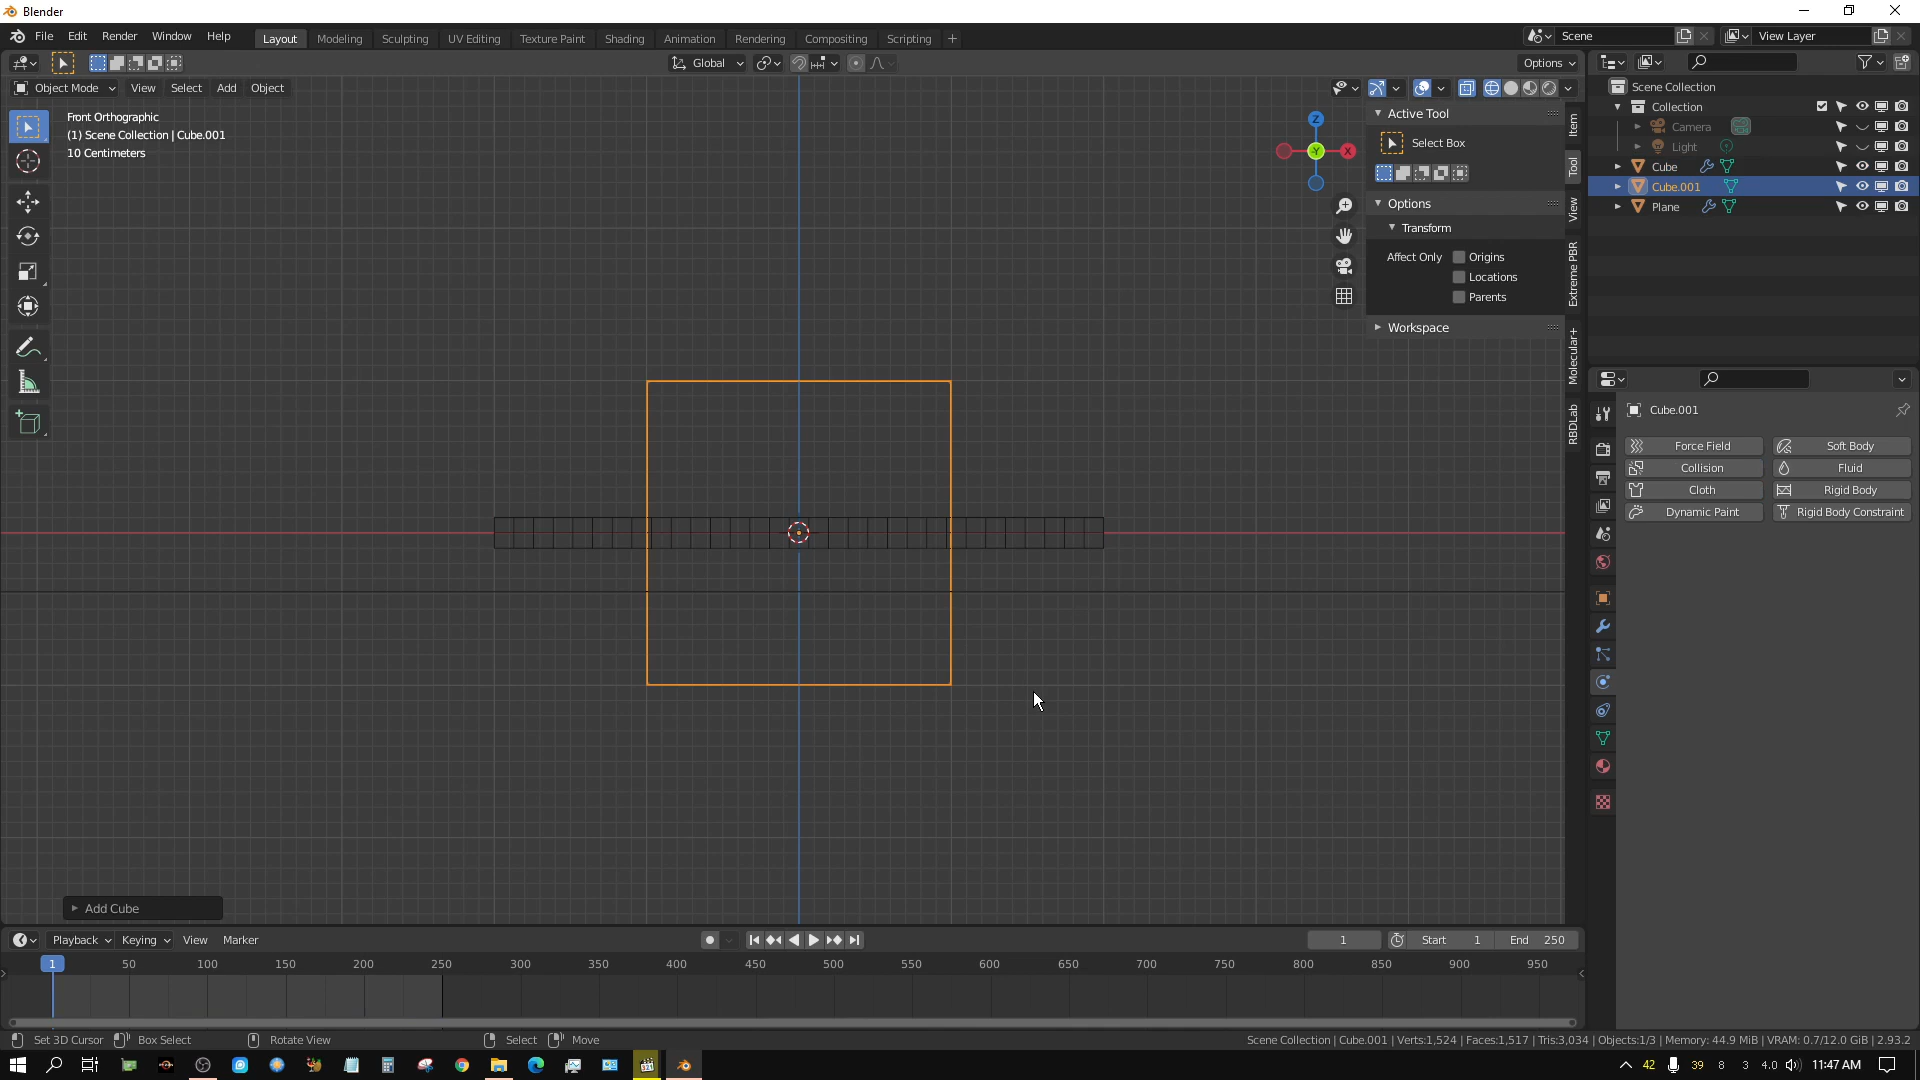 Blender
File Edit Render Window Help Layout Modeling Sculpting UV Editing Texture Paint Shading Animation Rendering Compositing Scripting + Scene View Layer
Global Options
Object Mode View Select Add Object
Front Orthographic
(1) Scene Collection | Cube.001
10 Centimeters
Z
-Y
X
Active Tool
Select Box
Options
Transform
Affect Only Origins
Locations
Parents
Workspace
Item
Tool
View
Extreme PBR
Molecular+
RBDLab
Scene Collection
Collection
Camera
Light
Cube
Cube.001
Plane
Cube.001
Force Field Soft Body
Collision Fluid
Cloth Rigid Body
Dynamic Paint Rigid Body Constraint
Add Cube
Playback Keying View Marker 1 Start 1 End 250
1 50 100 150 200 250 300 350 400 450 500 550 600 650 700 750 800 850 900 950
Set 3D Cursor Box Select Rotate View Select Move Scene Collection | Cube.001 | Verts:1,524 | Faces:1,517 | Tris:3,034 | Objects:1/3 | Memory: 44.9 MiB | VRAM: 0.7/12.0 GiB | 2.93.2
42 39 8 3 4.0 11:47 AM